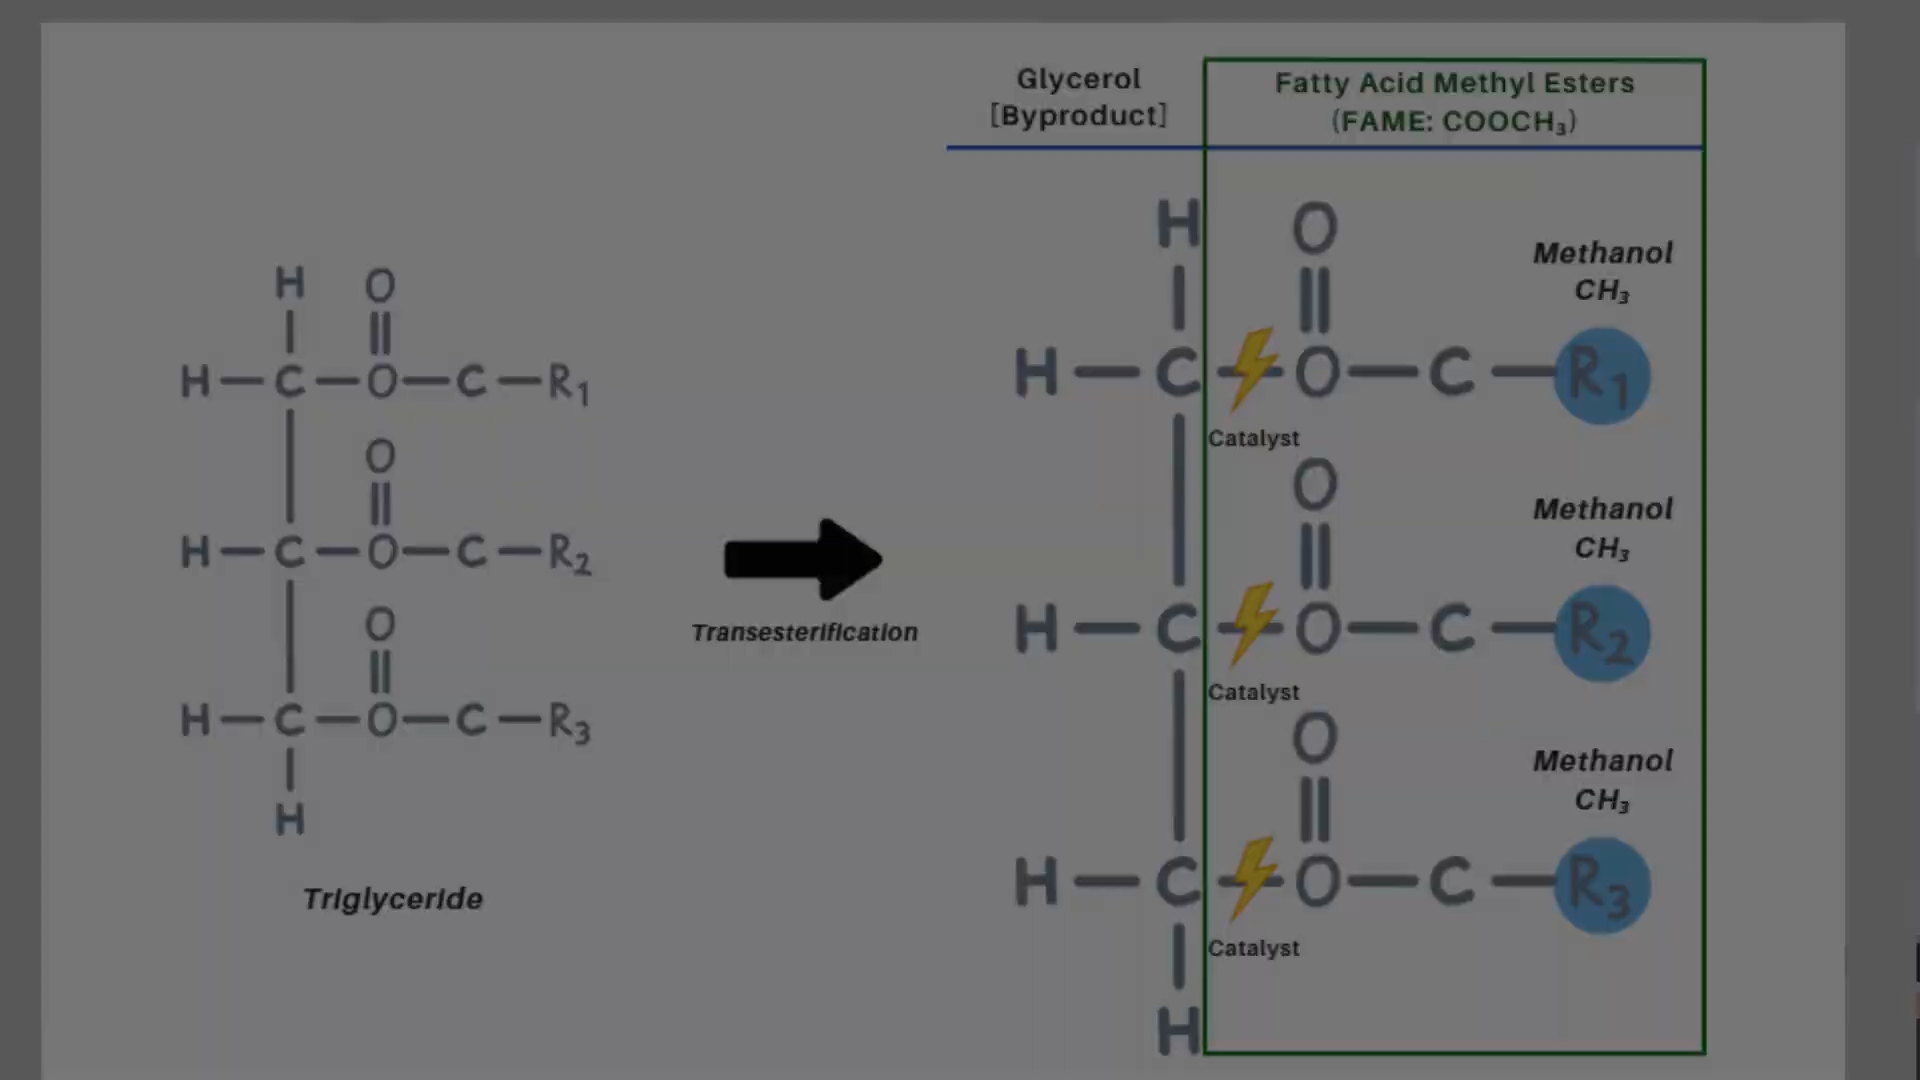 Glycerol
[Byproduct]
Fatty Acid Methyl Esters
(FAME: COOCH₃)
H O
H C O C R₁
O
H C O C R₂
O
H C O C R₃
H
Triglyceride
Transesterification
H O
Methanol
CH₃
H C O C R₁
Catalyst
O
Methanol
CH₃
H C O C R₂
Catalyst
O
Methanol
CH₃
H C O C R₃
Catalyst
H